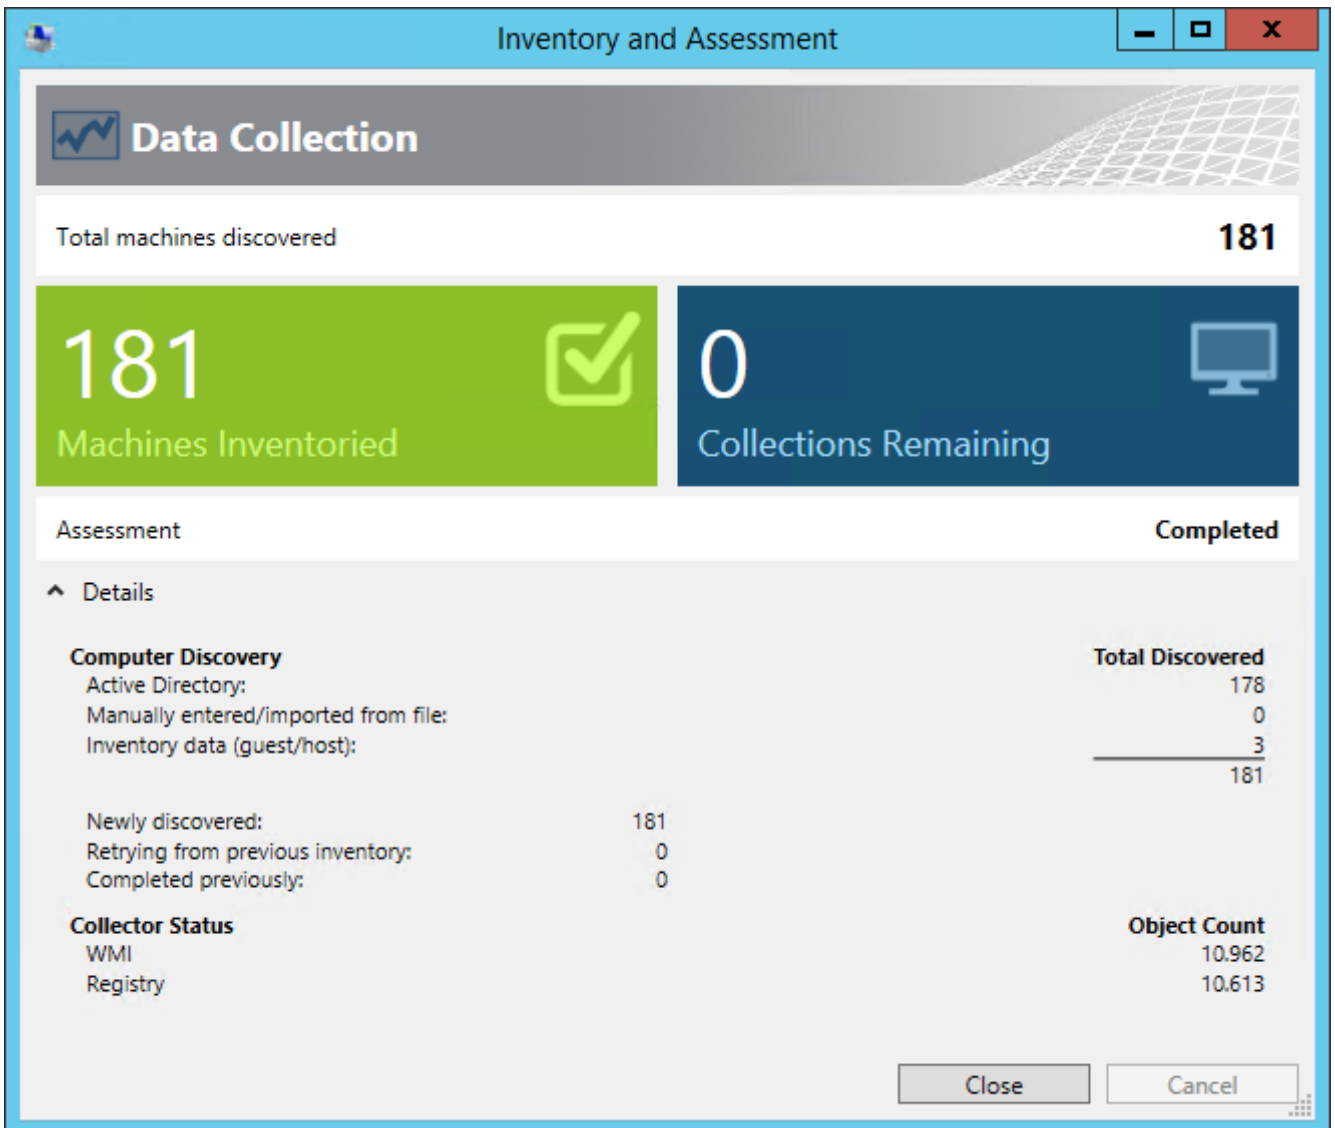 Inventory and Assessment
Data Collection
Total machines discovered 181
181
Machines Inventoried
0
Collections Remaining
Assessment Completed
Details
Computer Discovery Total Discovered
Active Directory: 178
Manually entered/imported from file: 0
Inventory data (guest/host): 3
181
Newly discovered: 181
Retrying from previous inventory: 0
Completed previously: 0
Collector Status Object Count
WMI 10.962
Registry 10.613
Close Cancel